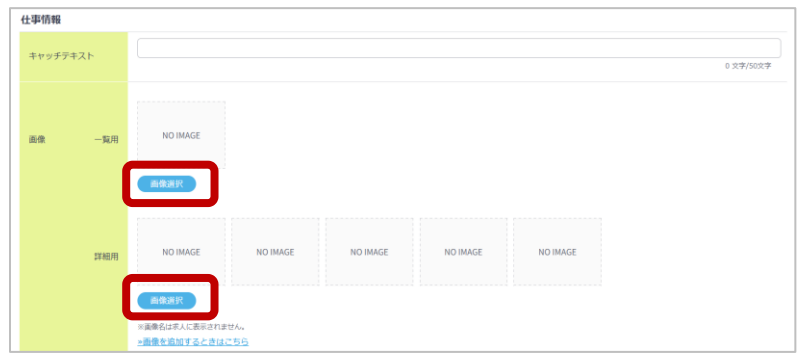 仕事情報
キャッチテキスト
0 文字/50文字
画像 一覧用
NO IMAGE
画像選択
詳細用
NO IMAGE NO IMAGE NO IMAGE NO IMAGE NO IMAGE
画像選択
※画像名は求人に表示されません。
»画像を追加するときはこちら